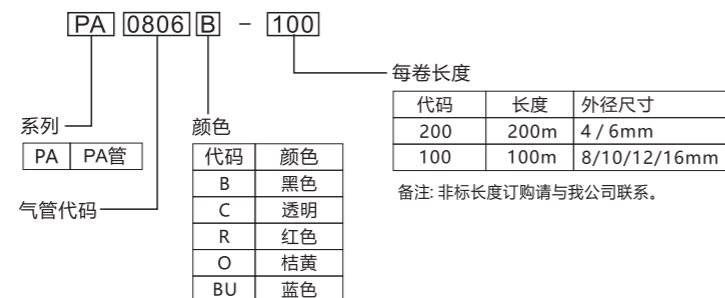 PA 0806 B - 100
每卷长度
代码 长度 外径尺寸
200 200m 4 / 6mm
100 100m 8/10/12/16mm
备注: 非标长度订购请与我公司联系。
系列
PA PA管
气管代码
颜色
代码 颜色
B 黑色
C 透明
R 红色
O 桔黄
BU 蓝色